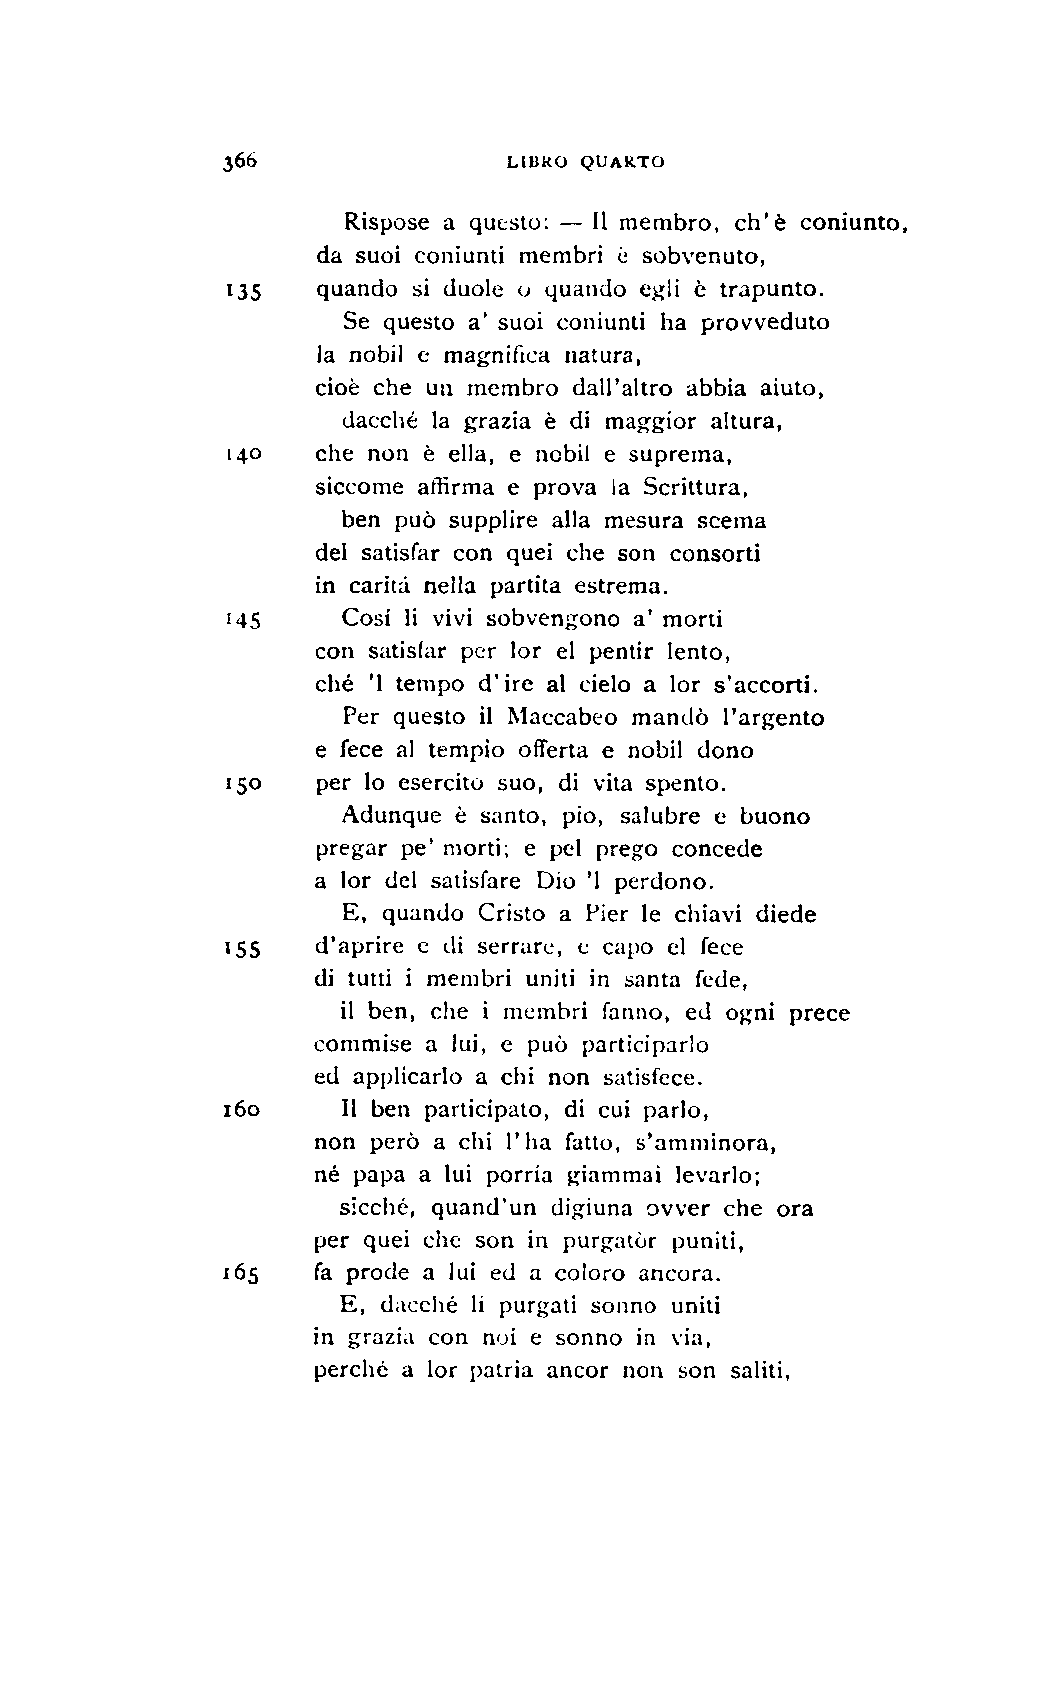 366 LIBRO QUARTO
Rispose a questo: — Il membro, ch'è coniunto,
da suoi coniunti membri è sobvenuto,
135 quando si duole o quando egli è trapunto.
Se questo a' suoi coniunti ha provveduto
la nobil e magnifica natura,
cioè che un membro dall'altro abbia aiuto,
dacché la grazia è di maggior altura,
140 che non è ella, e nobil e suprema,
siccome affirma e prova la Scrittura,
ben può supplire alla mesura scema
del satisfar con quei che son consorti
in caritá nella partita estrema.
145 Cosí li vivi sobvengono a' morti
con satisfar per lor el pentir lento,
ché 'l tempo d'ire al cielo a lor s'accorti.
Per questo il Maccabeo mandò l'argento
e fece al tempio offerta e nobil dono
150 per lo esercito suo, di vita spento.
Adunque è santo, pio, salubre e buono
pregar pe' morti; e pel prego concede
a lor del satisfare Dio 'l perdono.
E, quando Cristo a Pier le chiavi diede
155 d'aprire e di serrare, e capo el fece
di tutti i membri uniti in santa fede,
il ben, che i membri fanno, ed ogni prece
commise a lui, e può participarlo
ed applicarlo a chi non satisfece.
160 Il ben participato, di cui parlo,
non però a chi l'ha fatto, s'amminora,
né papa a lui porría giammai levarlo;
sicché, quand'un digiuna ovver che ora
per quei che son in purgatòr puniti,
165 fa prode a lui ed a coloro ancora.
E, dacché li purgati sonno uniti
in grazia con noi e sonno in via,
perché a lor patria ancor non son saliti,